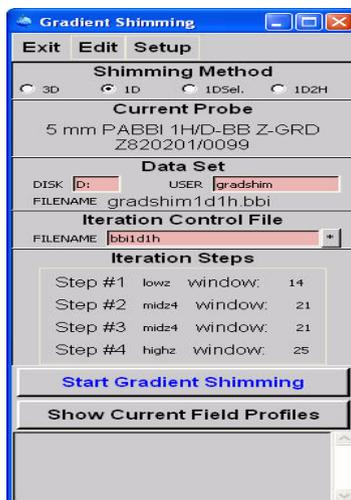 Gradient Shimming
Exit Edit Setup
Shimming Method
3D 1D 1DSel. 1D2H
Current Probe
5 mm PABBI 1H/D-BB Z-GRD
Z820201/0099
Data Set
DISK D: USER gradshim
FILENAME gradshim1d1h.bbi
Iteration Control File
FILENAME bbi1d1h *
Iteration Steps
Step #1 lowz window: 14
Step #2 midz4 window: 21
Step #3 midz4 window: 21
Step #4 highz window: 25
Start Gradient Shimming
Show Current Field Profiles